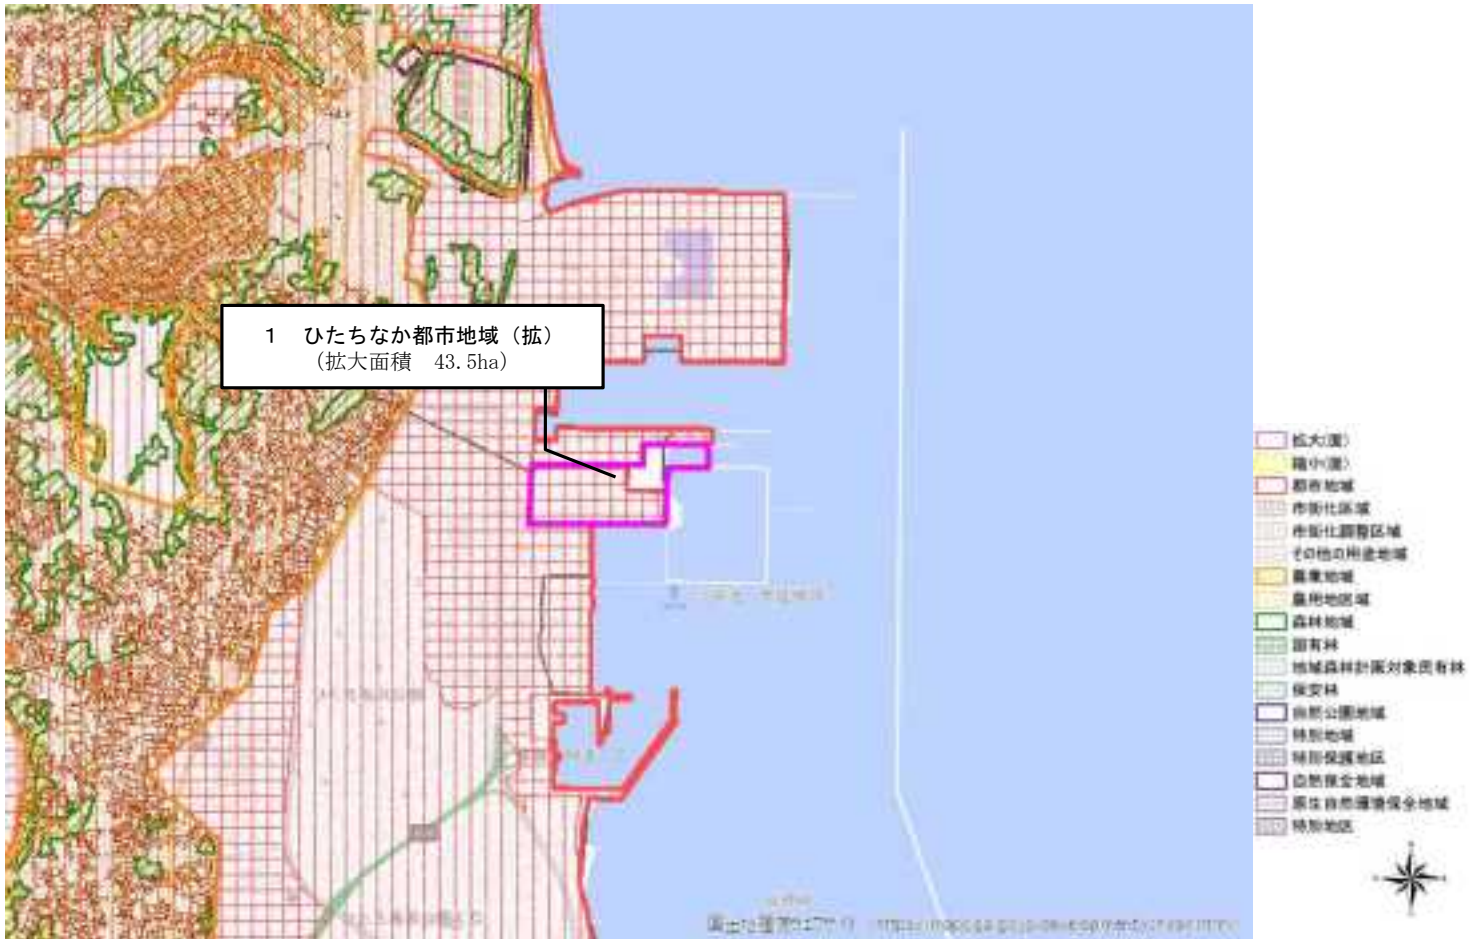 1 ひたちなか都市地域（拡）
（拡大面積 43.5ha）
拡大(面)
縮小(面)
都市地域
市街化区域
市街化調整区域
その他の用途地域
農業地域
農用地区域
森林地域
国有林
地域森林計画対象民有林
保安林
自然公園地域
特別地域
特別保護地区
自然保全地域
原生自然環境保全地域
特別地区